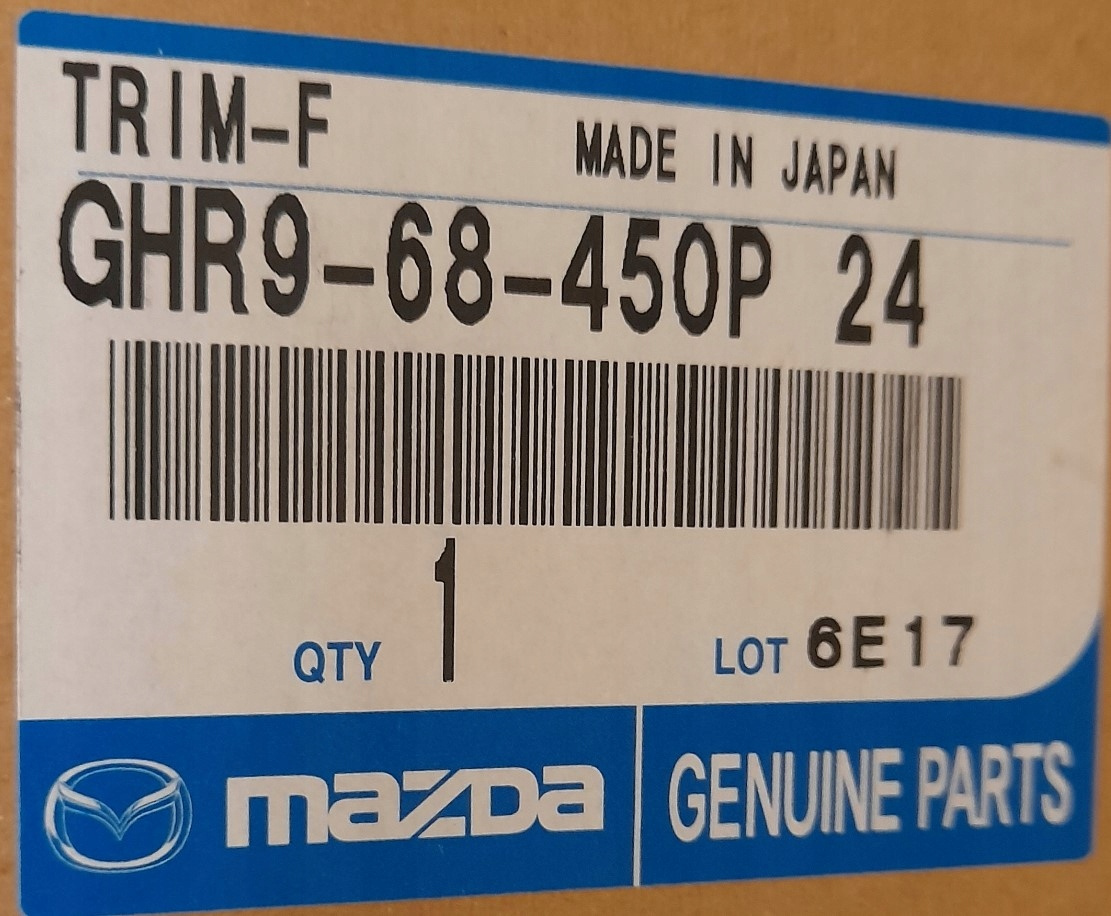 TRIM-F MADE IN JAPAN
GHR9-68-450P 24
QTY 1 LOT 6E17
mazda GENUINE PARTS